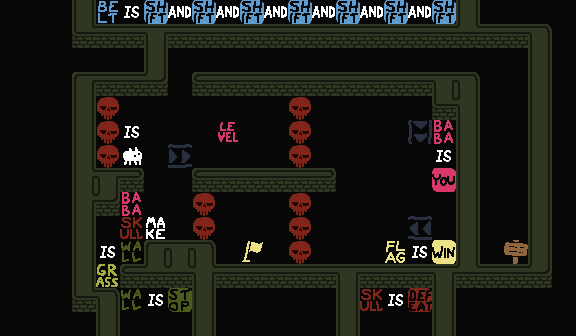 BELT IS SHIFT AND SHIFT AND SHIFT AND SHIFT AND SHIFT AND SHIFT AND SHIFT
IS
LEVEL
BABA
IS
YOU
BABA
SKULL MAKE
IS WALL
GRASS
FLAG IS WIN
WALL IS STOP
SKULL IS DEFEAT